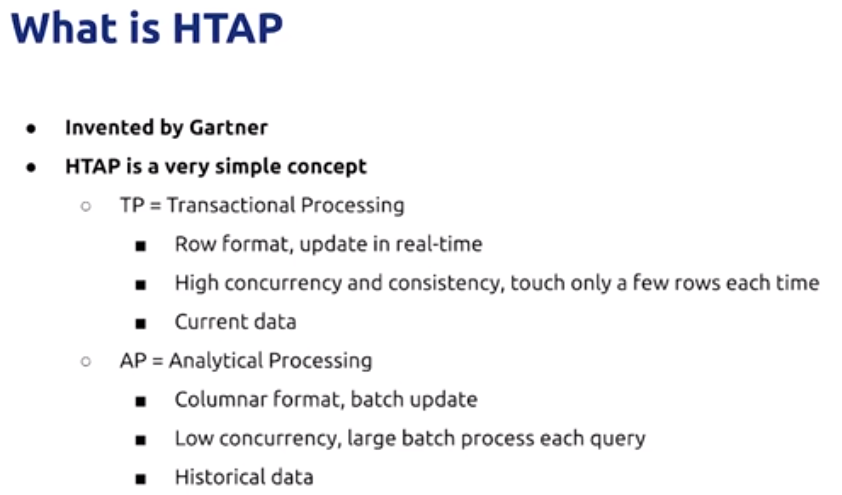 What is HTAP
● Invented by Gartner
● HTAP is a very simple concept
○ TP = Transactional Processing
■ Row format, update in real-time
■ High concurrency and consistency, touch only a few rows each time
■ Current data
○ AP = Analytical Processing
■ Columnar format, batch update
■ Low concurrency, large batch process each query
■ Historical data